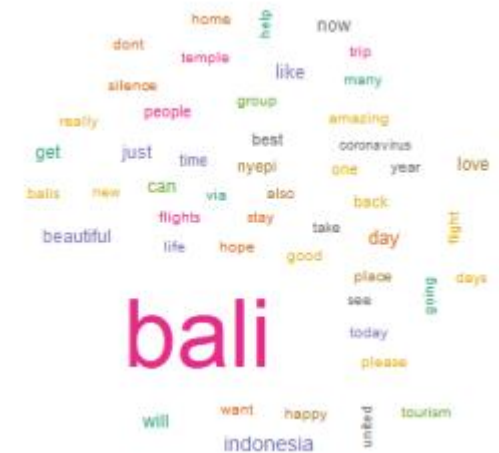 home help now
dont trip
temple like many
silence
people group amazing
really
best coronavirus
get just time nyepi one year love
balis new can via also back
flights stay take flight
beautiful life hope good day
place days
see going
bali today
please
will want happy united tourism
indonesia